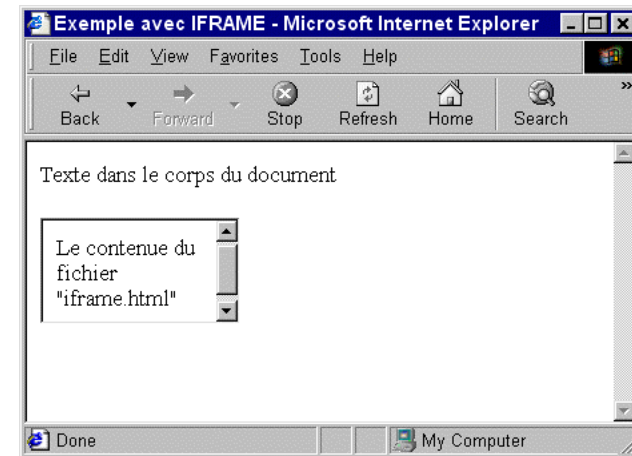 Exemple avec IFRAME - Microsoft Internet Explorer
File Edit View Favorites Tools Help
Back Forward Stop Refresh Home Search »
Texte dans le corps du document
Le contenue du
fichier
"iframe.html"
Done My Computer